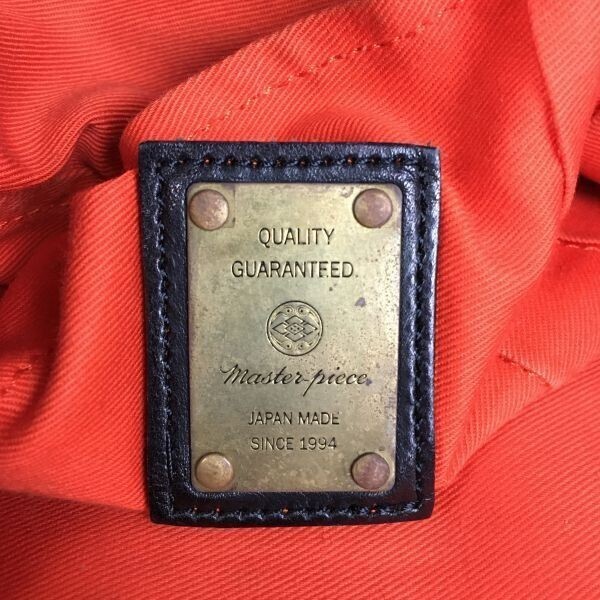 QUALITY
GUARANTEED.
Master-piece
JAPAN MADE
SINCE 1994